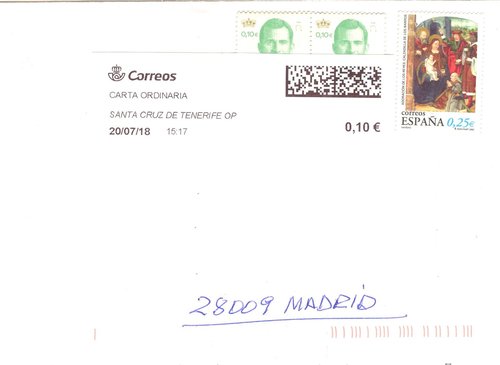 0,10€ 0,10€
Correos
CARTA ORDINARIA
SANTA CRUZ DE TENERIFE OP
20/07/18 15:17
0,10 €
correos
ESPAÑA 0,25€
28009 MADRID